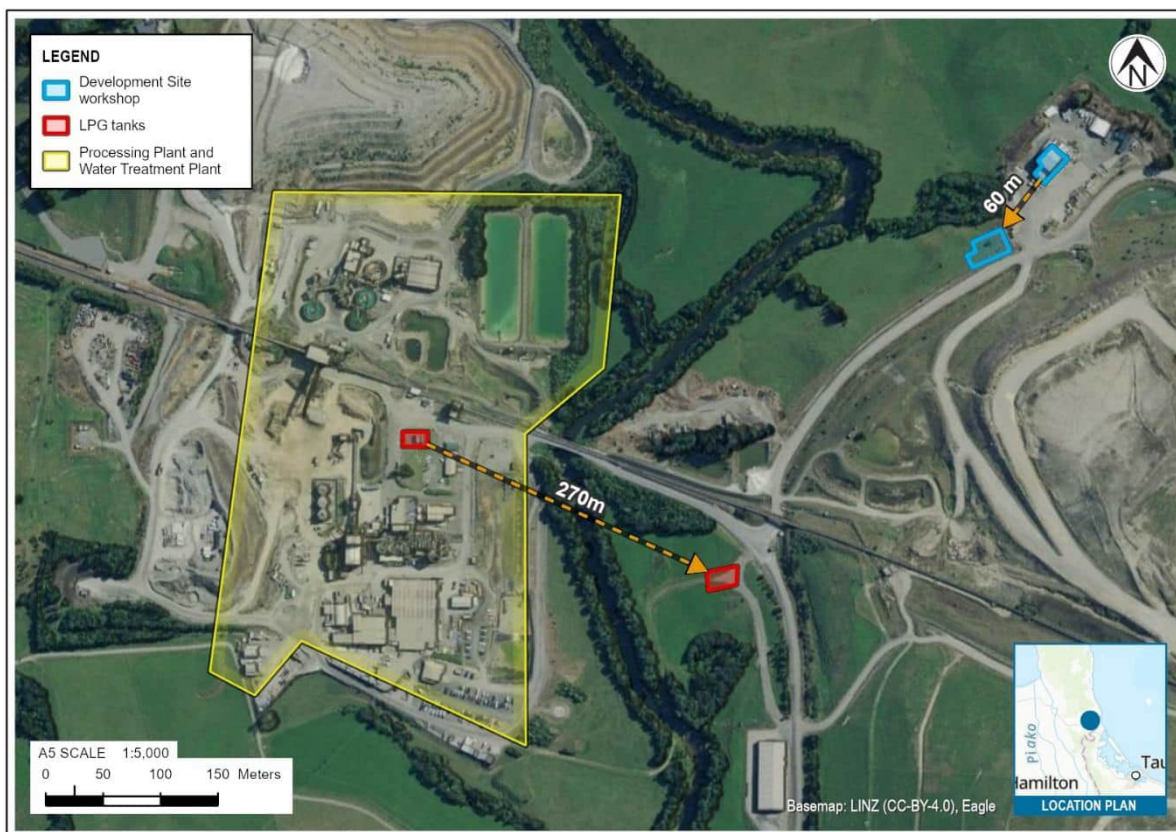 LEGEND
Development Site
workshop
LPG tanks
Processing Plant and
Water Treatment Plant
N
60 m
270m
A5 SCALE 1:5,000
0 50 100 150 Meters
Basemap: LINZ (CC-BY-4.0), Eagle
Piako
Hamilton
Tau
LOCATION PLAN